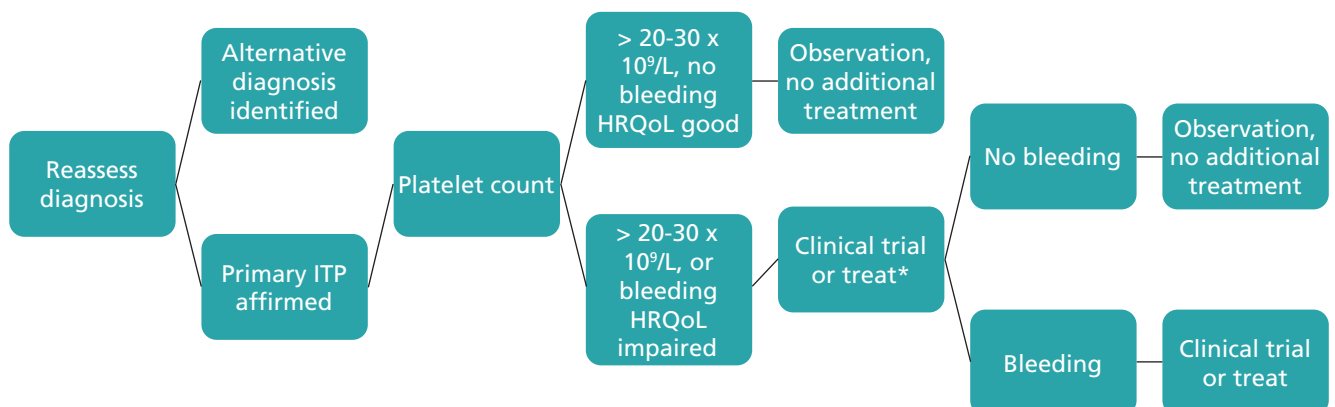 Reassess
diagnosis
Alternative
diagnosis
identified
Primary ITP
affirmed
Platelet count
> 20-30 x
10⁹/L, no
bleeding
HRQoL good
Observation,
no additional
treatment
> 20-30 x
10⁹/L, or
bleeding
HRQoL
impaired
Clinical trial
or treat*
No bleeding
Observation,
no additional
treatment
Bleeding
Clinical trial
or treat